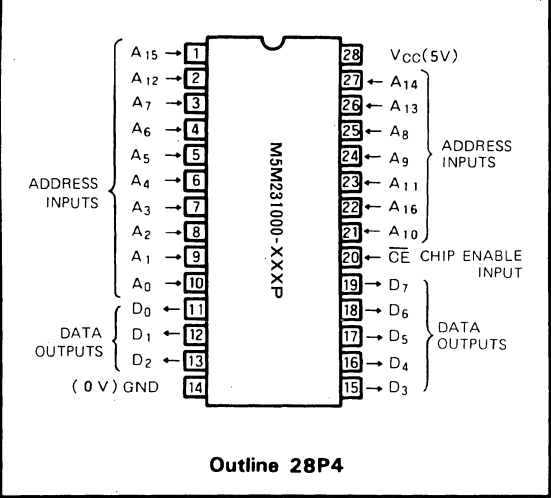 A15 → 1
A12 → 2
A7 → 3
A6 → 4
A5 → 5
A4 → 6
A3 → 7
A2 → 8
A1 → 9
A0 → 10
D0 ← 11
D1 ← 12
D2 ← 13
(0V) GND 14
ADDRESS
INPUTS
DATA
OUTPUTS
M5M231000-XXXP
28 VCC(5V)
27 ← A14
26 ← A13
25 ← A8
24 ← A9
23 ← A11
22 ← A16
21 ← A10
20 ← C̅E̅ CHIP ENABLE
INPUT
19 → D7
18 → D6
17 → D5
16 → D4
15 → D3
ADDRESS
INPUTS
DATA
OUTPUTS
Outline 28P4